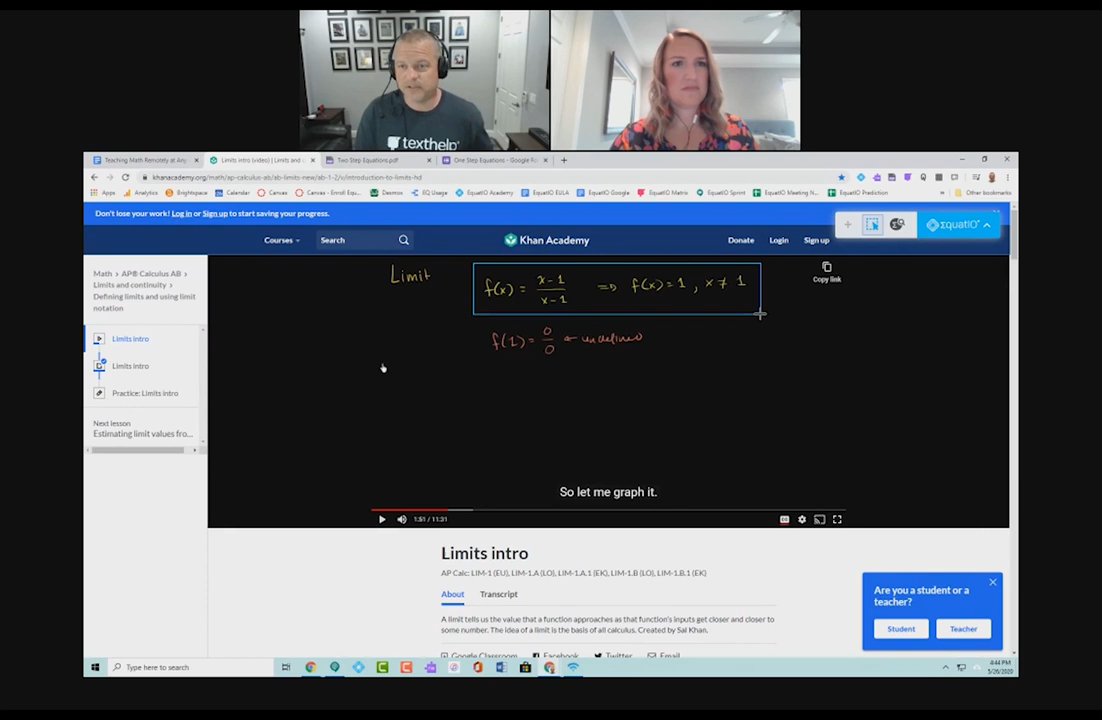 texthelp
Teaching Math Remotely at Any
Limits intro (video) | Limits and c
Two Step Equations.pdf
One Step Equations - Google Fo
khanacademy.org/math/ap-calculus-ab/ab-limits-new/ab-1-2/v/introduction-to-limits-hd
Apps Analytics Brightspace Calendar Canvas Canvas - Enroll Equ... Desmos EQ Usage EquatIO Academy EquatIO EULA EquatIO Google EquatIO Matrix EquatIO Sprint EquatIO Meeting N... EquatIO Prediction » Other bookmarks
Don't lose your work! Log in or Sign up to start saving your progress.
EquatIO
Courses Search Khan Academy Donate Login Sign up
Math > AP® Calculus AB >
Limits and continuity >
Defining limits and using limit
notation
Limits intro
Limits intro
Practice: Limits intro
Next lesson
Estimating limit values fro...
Copy link
Limit f(x) = x-1/x-1 ⇒ f(x) = 1, x ≠ 1
f(1) = 0/0 ← undefined
So let me graph it.
1:51 / 11:31
Limits intro
AP Calc: LIM-1 (EU), LIM-1.A (LO), LIM-1.A.1 (EK), LIM-1.B (LO), LIM-1.B.1 (EK)
About Transcript
A limit tells us the value that a function approaches as that function's inputs get closer and closer to
some number. The idea of a limit is the basis of all calculus. Created by Sal Khan.
Google Classroom Facebook Twitter Email
Are you a student or a
teacher?
Student Teacher
Type here to search
4:44 PM
5/26/2020